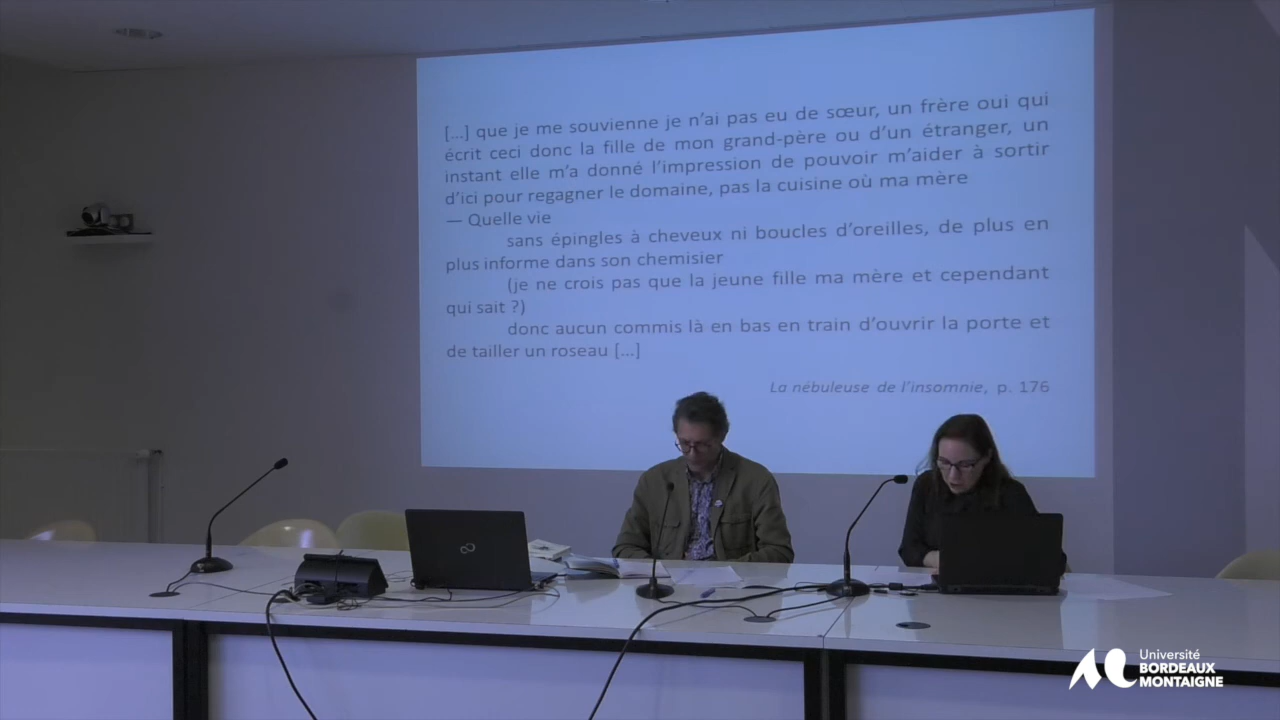 [...] que je me souvienne je n'ai pas eu de sœur, un frère oui qui
écrit ceci donc la fille de mon grand-père ou d'un étranger, un
instant elle m'a donné l'impression de pouvoir m'aider à sortir
d'ici pour regagner le domaine, pas la cuisine où ma mère
— Quelle vie
sans épingles à cheveux ni boucles d'oreilles, de plus en
plus informe dans son chemisier
(je ne crois pas que la jeune fille ma mère et cependant
qui sait ?)
donc aucun commis là en bas en train d'ouvrir la porte et
de tailler un roseau [...]
La nébuleuse de l'insomnie, p. 176
Université
BORDEAUX
MONTAIGNE